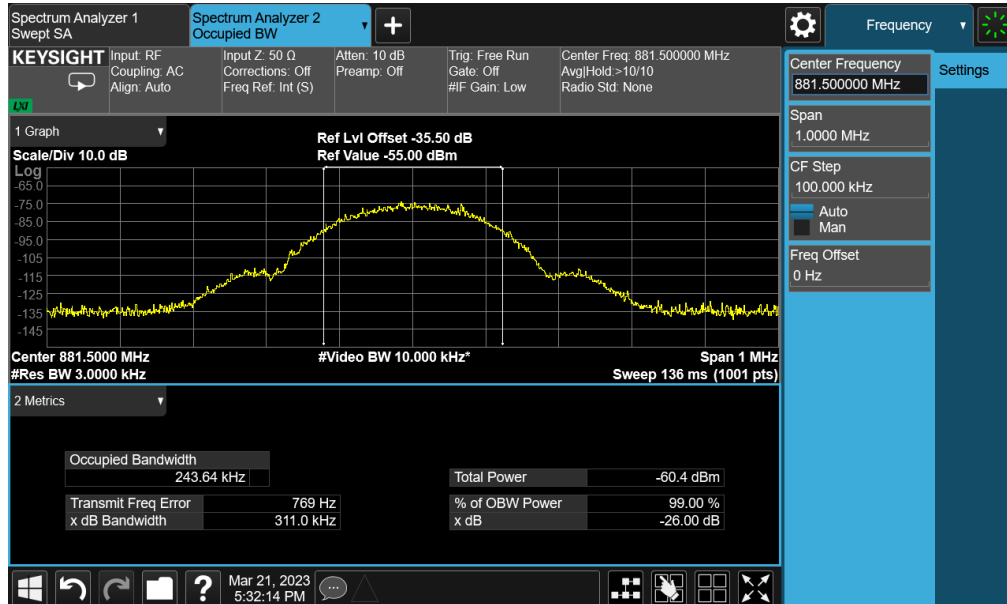 Spectrum Analyzer 1
Swept SA
Spectrum Analyzer 2
Occupied BW
+
Frequency
KEYSIGHT
LXI
Input: RF
Coupling: AC
Align: Auto
Input Z: 50 Ω
Corrections: Off
Freq Ref: Int (S)
Atten: 10 dB
Preamp: Off
Trig: Free Run
Gate: Off
#IF Gain: Low
Center Freq: 881.500000 MHz
Avg|Hold:>10/10
Radio Std: None
Center Frequency
881.500000 MHz
Settings
Span
1.0000 MHz
CF Step
100.000 kHz
Auto
Man
Freq Offset
0 Hz
1 Graph
Scale/Div 10.0 dB
Ref Lvl Offset -35.50 dB
Ref Value -55.00 dBm
Log
-65.0
-75.0
-85.0
-95.0
-105
-115
-125
-135
-145
Center 881.5000 MHz
#Video BW 10.000 kHz*
Span 1 MHz
#Res BW 3.0000 kHz
Sweep 136 ms (1001 pts)
2 Metrics
Occupied Bandwidth
243.64 kHz
Total Power -60.4 dBm
Transmit Freq Error 769 Hz
% of OBW Power 99.00 %
x dB Bandwidth 311.0 kHz
x dB -26.00 dB
?
Mar 21, 2023
5:32:14 PM